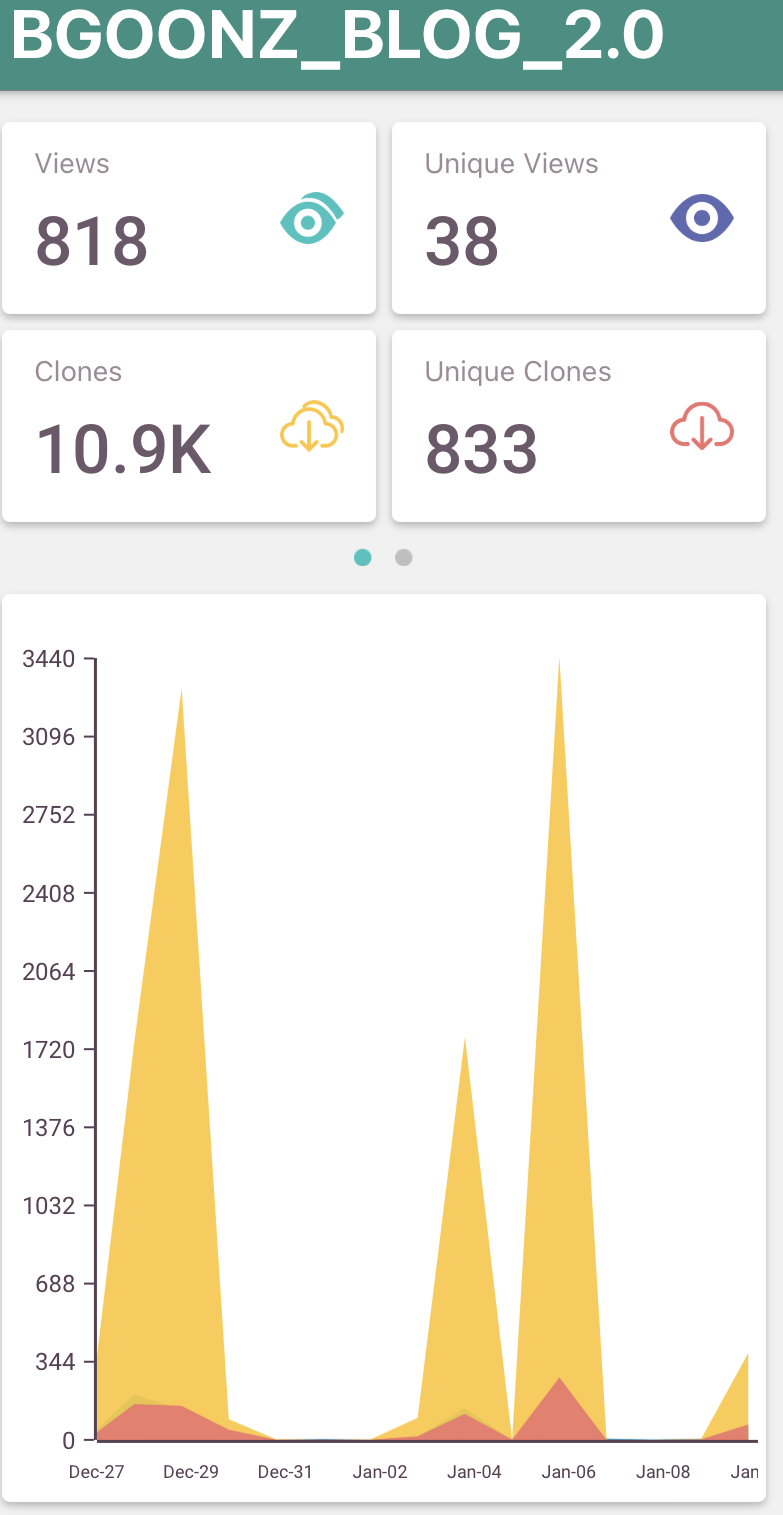 BGOONZ_BLOG_2.0
Views
818
Unique Views
38
Clones
10.9K
Unique Clones
833
3440
3096
2752
2408
2064
1720
1376
1032
688
344
0
Dec-27 Dec-29 Dec-31 Jan-02 Jan-04 Jan-06 Jan-08 Jan